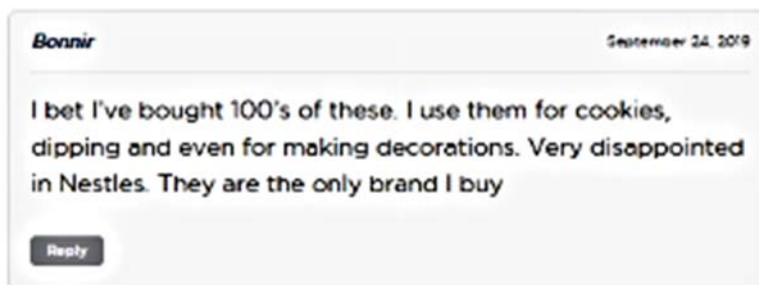 Bonnir
September 24, 2019
I bet I've bought 100's of these. I use them for cookies,
dipping and even for making decorations. Very disappointed
in Nestles. They are the only brand I buy
Reply